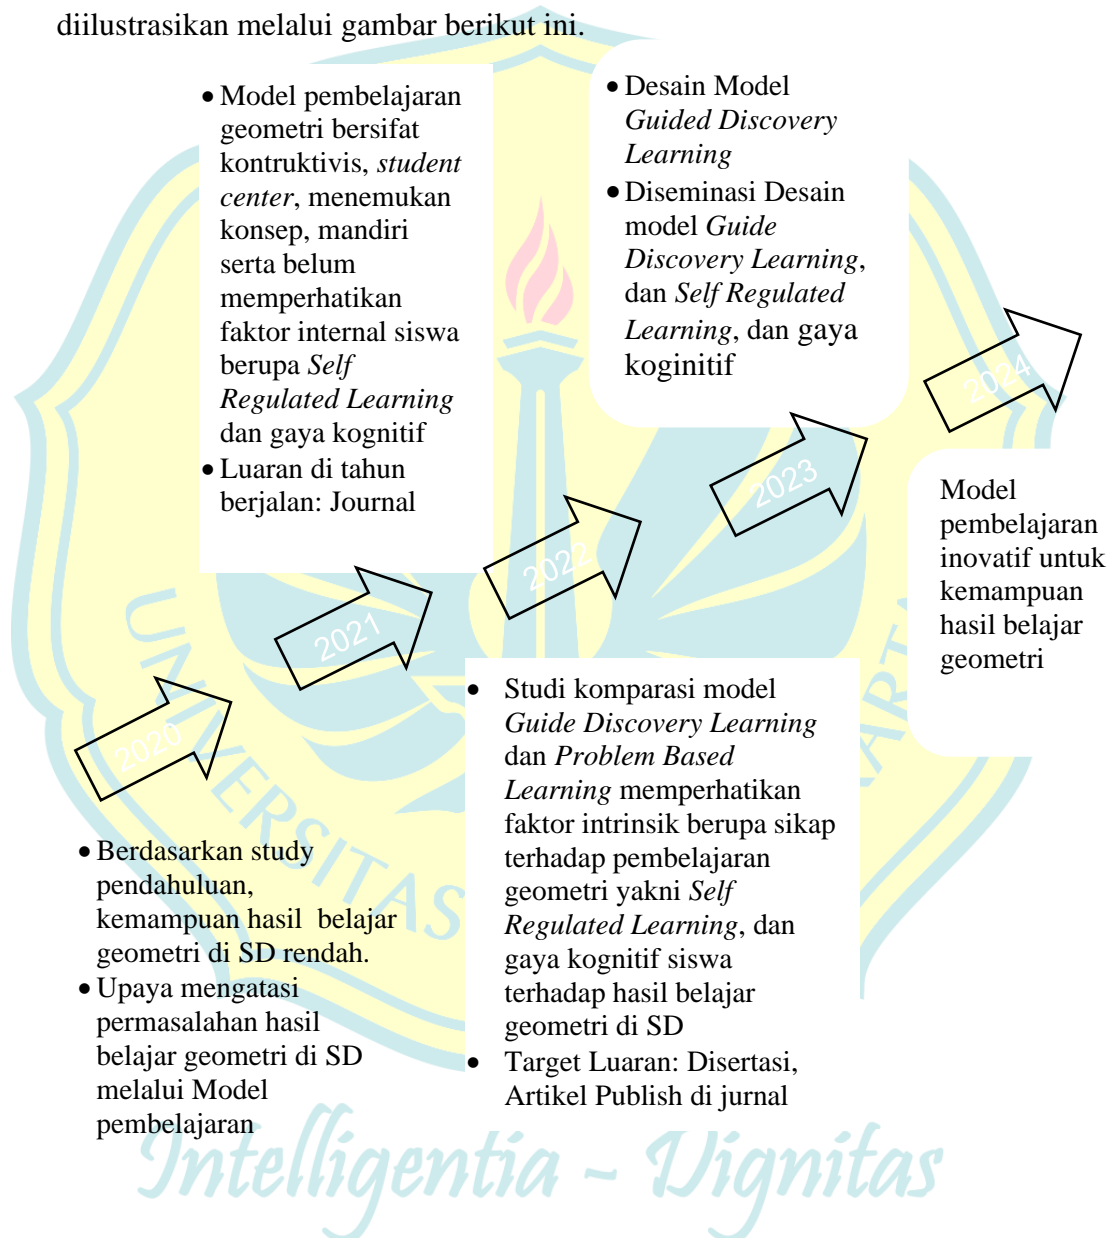 diilustrasikan melalui gambar berikut ini.
• Model pembelajaran
geometri bersifat
kontruktivis, student
center, menemukan
konsep, mandiri
serta belum
memperhatikan
faktor internal siswa
berupa Self
Regulated Learning
dan gaya kognitif
• Luaran di tahun
berjalan: Journal
• Desain Model
Guided Discovery
Learning
• Diseminasi Desain
model Guide
Discovery Learning,
dan Self Regulated
Learning, dan gaya
koginitif
2024
2023
2022
2021
2020
Model
pembelajaran
inovatif untuk
kemampuan
hasil belajar
geometri
• Berdasarkan study
pendahuluan,
kemampuan hasil belajar
geometri di SD rendah.
• Upaya mengatasi
permasalahan hasil
belajar geometri di SD
melalui Model
pembelajaran
• Studi komparasi model
Guide Discovery Learning
dan Problem Based
Learning memperhatikan
faktor intrinsik berupa sikap
terhadap pembelajaran
geometri yakni Self
Regulated Learning, dan
gaya kognitif siswa
terhadap hasil belajar
geometri di SD
• Target Luaran: Disertasi,
Artikel Publish di jurnal
UNIVERSITAS
ARTA
Intelligentia - Dignitas